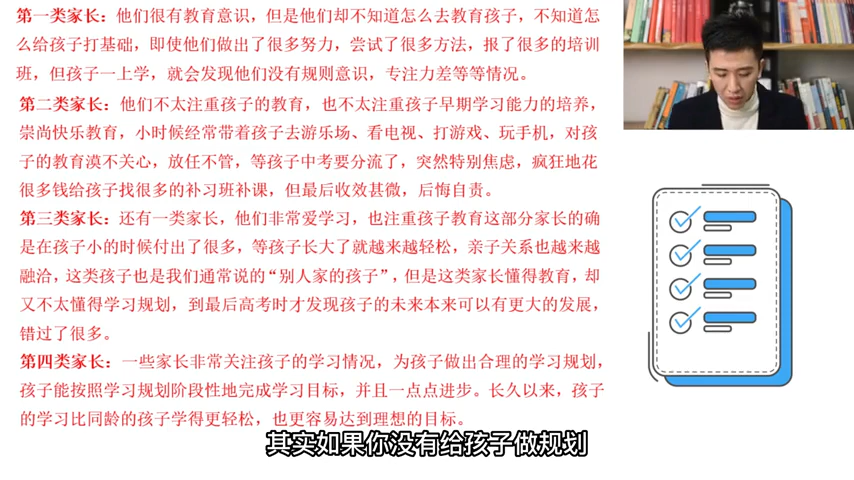 第一类家长：他们很有教育意识，但是他们却不知道怎么去教育孩子，不知道怎
么给孩子打基础，即使他们做出了很多努力，尝试了很多方法，报了很多的培训
班，但孩子一上学，就会发现他们没有规则意识，专注力差等等情况。
第二类家长：他们不太注重孩子的教育，也不太注重孩子早期学习能力的培养，
崇尚快乐教育，小时候经常带着孩子去游乐场、看电视、打游戏、玩手机，对孩
子的教育漠不关心，放任不管，等孩子中考要分流了，突然特别焦虑，疯狂地花
很多钱给孩子找很多的补习班补课，但最后收效甚微，后悔自责。
第三类家长：还有一类家长，他们非常爱学习，也注重孩子教育这部分家长的确
是在孩子小的时候付出了很多，等孩子长大了就越来越轻松，亲子关系也越来越
融洽，这类孩子也是我们通常说的“别人家的孩子”，但是这类家长懂得教育，却
又不太懂得学习规划，到最后高考时才发现孩子的未来本来可以有更大的发展，
错过了很多。
第四类家长：一些家长非常关注孩子的学习情况，为孩子做出合理的学习规划，
孩子能按照学习规划阶段性地完成学习目标，并且一点点进步。长久以来，孩子
的学习比同龄的孩子学得更轻松，也更容易达到理想的目标。
其实如果你没有给孩子做规划